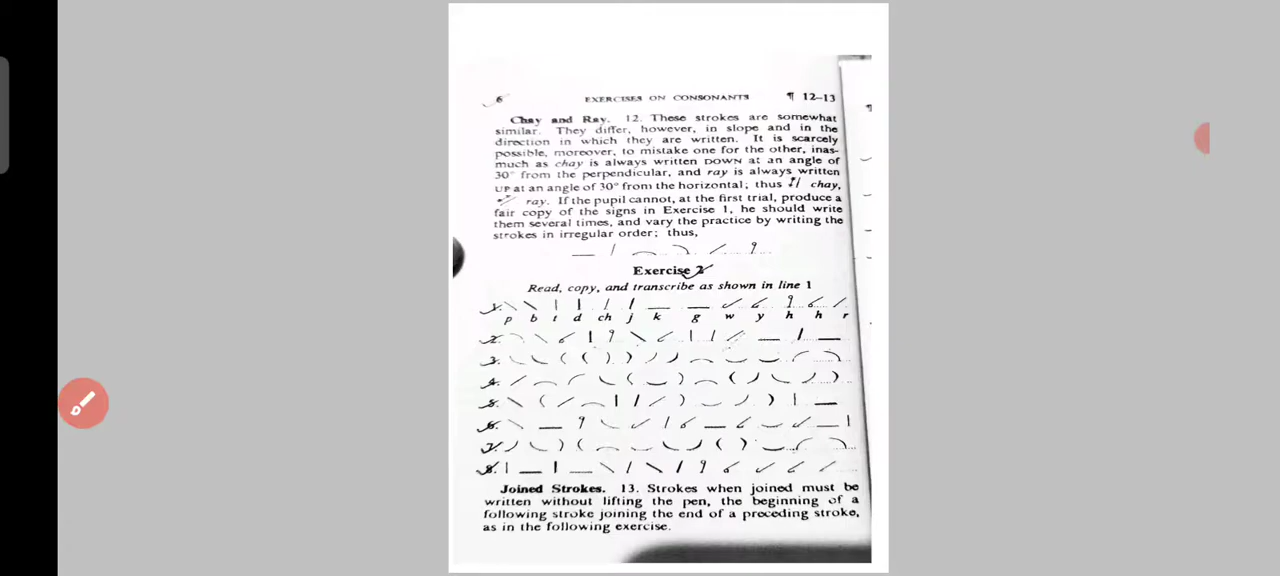 6 EXERCISES ON CONSONANTS ¶ 12–13
Chay and Ray. 12. These strokes are somewhat
similar. They differ, however, in slope and in the
direction in which they are written. It is scarcely
possible, moreover, to mistake one for the other, inas-
much as chay is always written DOWN at an angle of
30° from the perpendicular, and ray is always written
UP at an angle of 30° from the horizontal; thus chay,
ray. If the pupil cannot, at the first trial, produce a
fair copy of the signs in Exercise 1, he should write
them several times, and vary the practice by writing the
strokes in irregular order; thus,
Exercise 2
Read, copy, and transcribe as shown in line 1
1.
p b t d ch j k g w y h h r
2.
3.
4.
5.
6.
7.
8.
Joined Strokes. 13. Strokes when joined must be
written without lifting the pen, the beginning of a
following stroke joining the end of a preceding stroke,
as in the following exercise.
¶